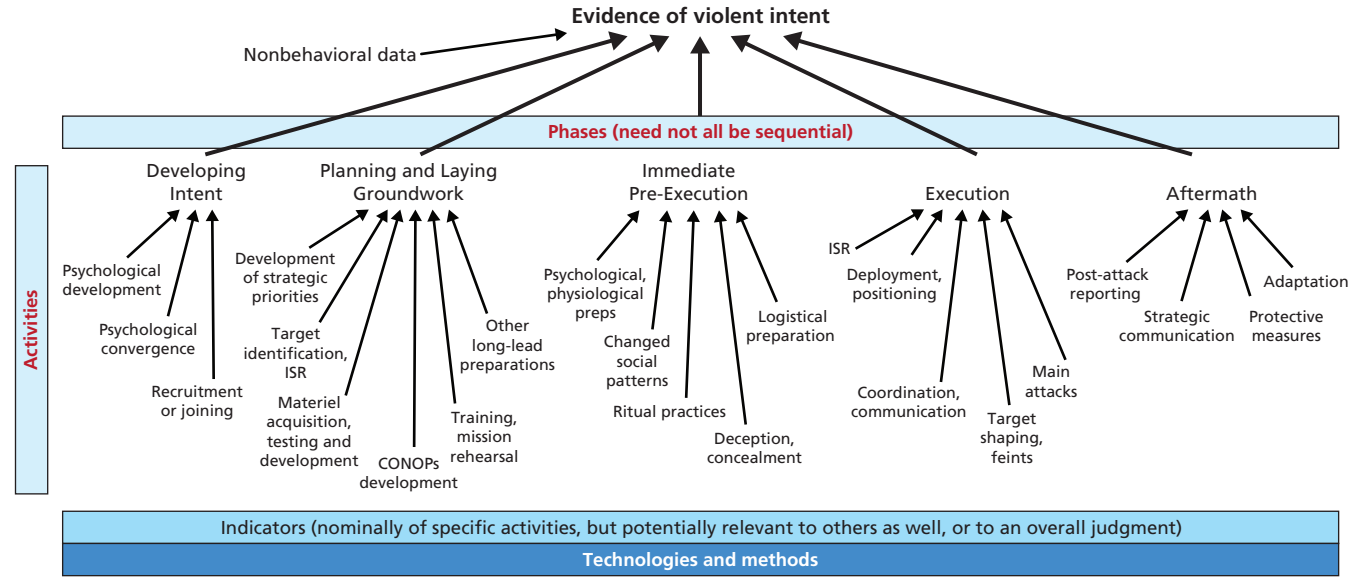 Evidence of violent intent
Nonbehavioral data
Phases (need not all be sequential)
Activities
Developing
Intent
Psychological
development
Psychological
convergence
Recruitment
or joining
Planning and Laying
Groundwork
Development
of strategic
priorities
Target
identification,
ISR
Materiel
acquisition,
testing and
development
CONOPs
development
Training,
mission
rehearsal
Other
long-lead
preparations
Immediate
Pre-Execution
Psychological,
physiological
preps
Changed
social
patterns
Ritual practices
Deception,
concealment
Logistical
preparation
Execution
ISR
Deployment,
positioning
Coordination,
communication
Target
shaping,
feints
Main
attacks
Aftermath
Post-attack
reporting
Strategic
communication
Protective
measures
Adaptation
Indicators (nominally of specific activities, but potentially relevant to others as well, or to an overall judgment)
Technologies and methods